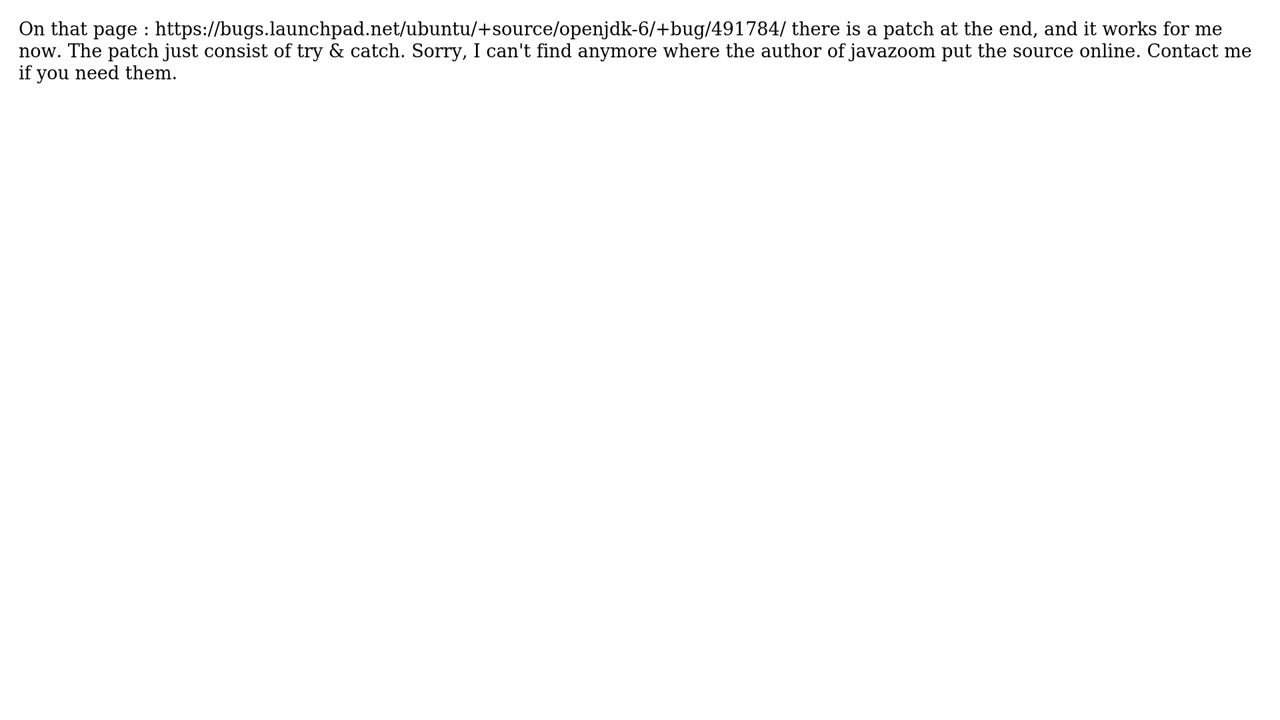 On that page : https://bugs.launchpad.net/ubuntu/+source/openjdk-6/+bug/491784/ there is a patch at the end, and it works for me
now. The patch just consist of try & catch. Sorry, I can't find anymore where the author of javazoom put the source online. Contact me
if you need them.